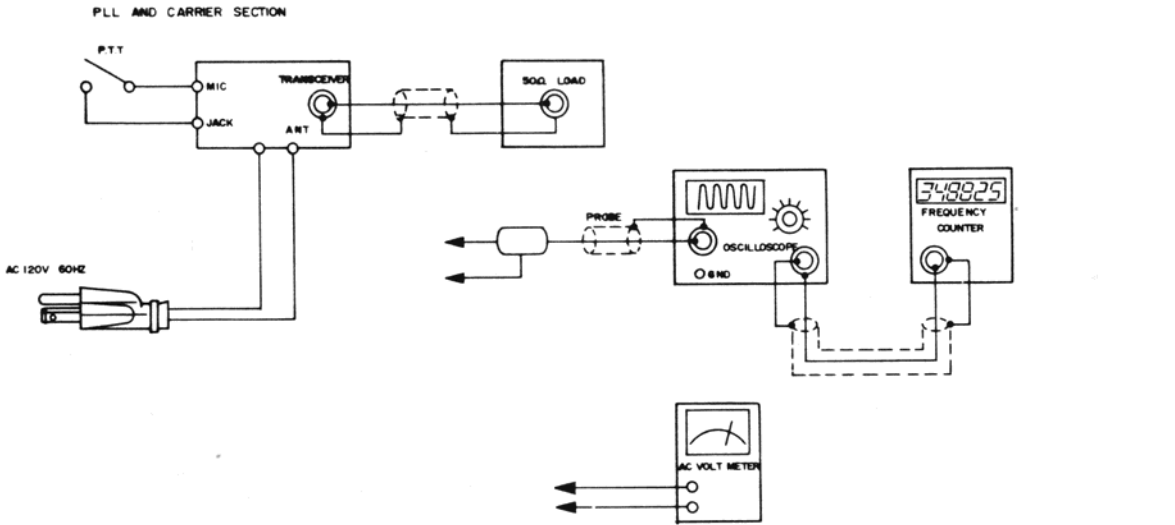 PLL AND CARRIER SECTION
P.T.T
MIC
JACK
TRANSCEIVER
ANT
50Ω LOAD
AC 120V 60HZ
PROBE
OSCILLOSCOPE
GND
348825
FREQUENCY
COUNTER
AC VOLT METER